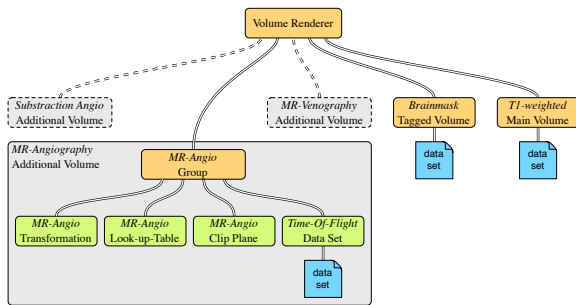 Volume Renderer
Substraction Angio
Additional Volume
MR-Venography
Additional Volume
Brainmask
Tagged Volume
T1-weighted
Main Volume
data
set
data
set
MR-Angiography
Additional Volume
MR-Angio
Group
MR-Angio
Transformation
MR-Angio
Look-up-Table
MR-Angio
Clip Plane
Time-Of-Flight
Data Set
data
set